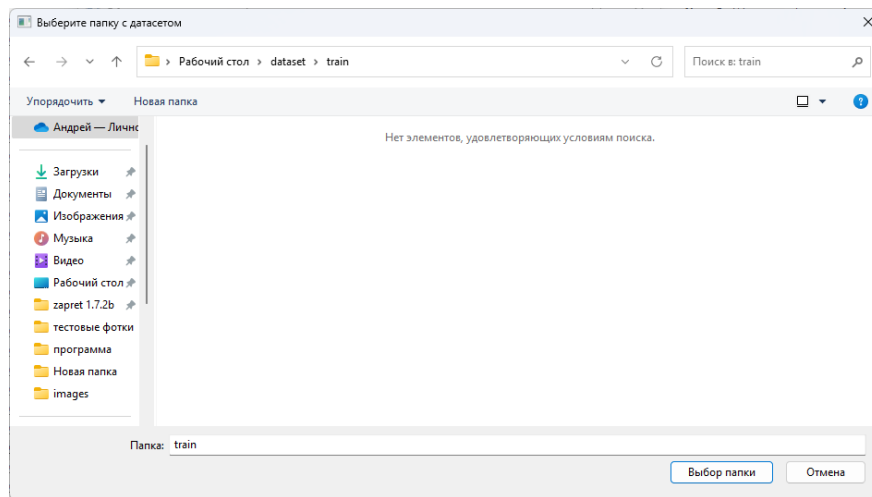 Выберите папку с датасетом
Рабочий стол > dataset > train
Поиск в: train
Упорядочить
Новая папка
Андрей — Личнс
Нет элементов, удовлетворяющих условиям поиска.
Загрузки
Документы
Изображения
Музыка
Видео
Рабочий стол
zapret 1.7.2b
тестовые фотки
программа
Новая папка
images
Папка: train
Выбор папки
Отмена